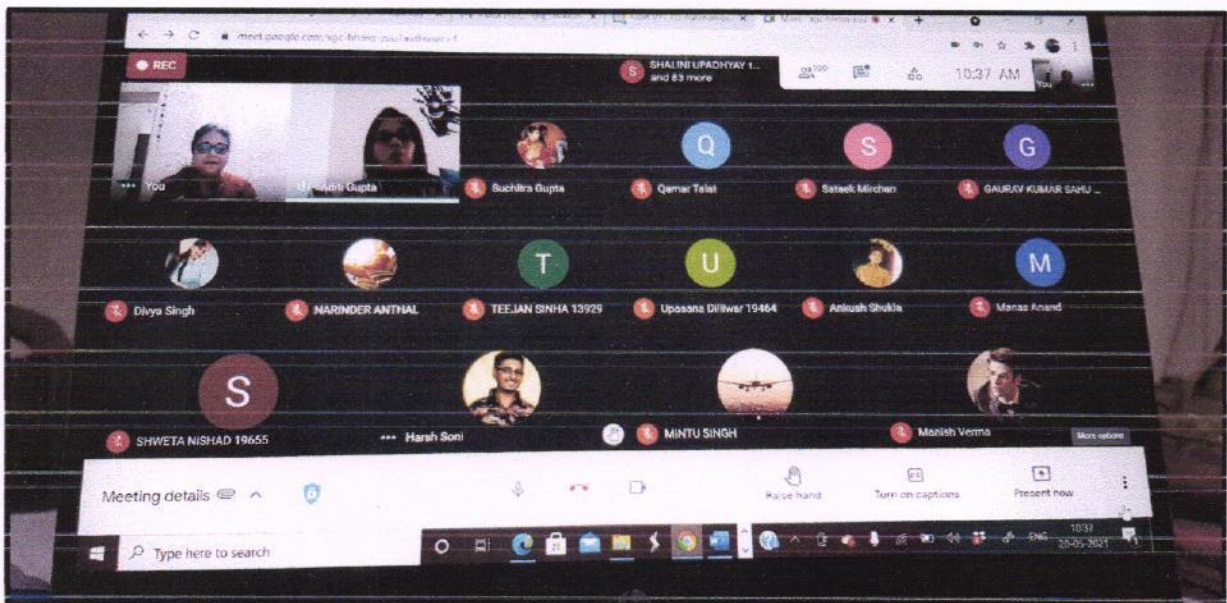 REC
SHALINI UPADHYAY 1...
and 83 more
100
10:37 AM
You
You
Aditi Gupta
Suchitra Gupta
Q
Qamar Talat
S
Sateek Mirchan
G
GAURAV KUMAR SAHU ...
Divya Singh
NARINDER ANTHAL
T
TEEJAN SINHA 13929
U
Upasana Dilliwar 19464
Ankush Shukla
M
Manas Anand
S
SHWETA NISHAD 19655
Harsh Soni
MINTU SINGH
Manish Verma
More options
Meeting details
Raise hand
Turn on captions
Present now
Type here to search
ENG
10:37
20-05-2021